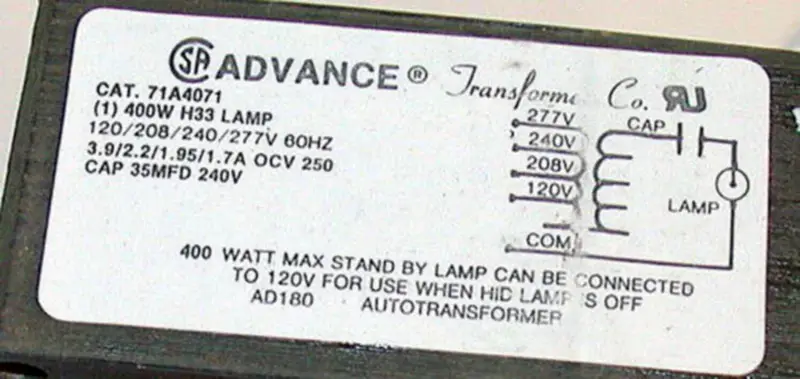 SA ADVANCE® Transforme Co. RU
CAT. 71A4071
(1) 400W H33 LAMP
120/208/240/277V 60HZ
3.9/2.2/1.95/1.7A OCV 250
CAP 35MFD 240V
277V
240V
208V
120V
COM
CAP
LAMP
400 WATT MAX STAND BY LAMP CAN BE CONNECTED
TO 120V FOR USE WHEN HID LAMP IS OFF
AD180 AUTOTRANSFORMER